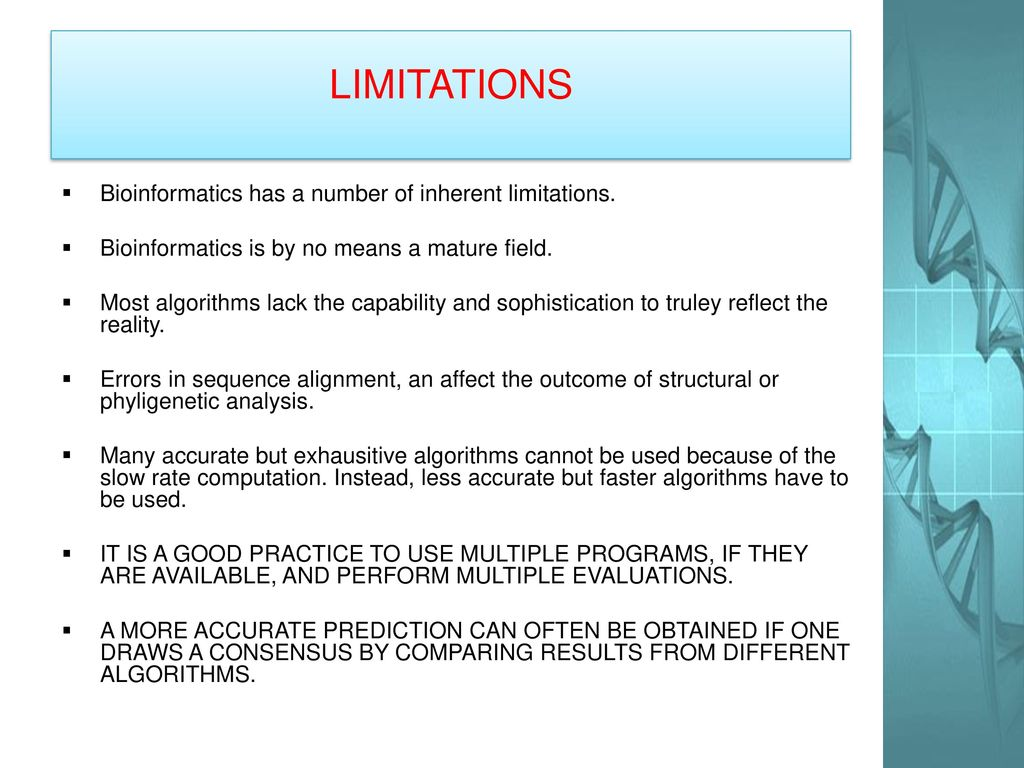 LIMITATIONS
▪ Bioinformatics has a number of inherent limitations.
▪ Bioinformatics is by no means a mature field.
▪ Most algorithms lack the capability and sophistication to truley reflect the
reality.
▪ Errors in sequence alignment, an affect the outcome of structural or
phyligenetic analysis.
▪ Many accurate but exhausitive algorithms cannot be used because of the
slow rate computation. Instead, less accurate but faster algorithms have to
be used.
▪ IT IS A GOOD PRACTICE TO USE MULTIPLE PROGRAMS, IF THEY
ARE AVAILABLE, AND PERFORM MULTIPLE EVALUATIONS.
▪ A MORE ACCURATE PREDICTION CAN OFTEN BE OBTAINED IF ONE
DRAWS A CONSENSUS BY COMPARING RESULTS FROM DIFFERENT
ALGORITHMS.